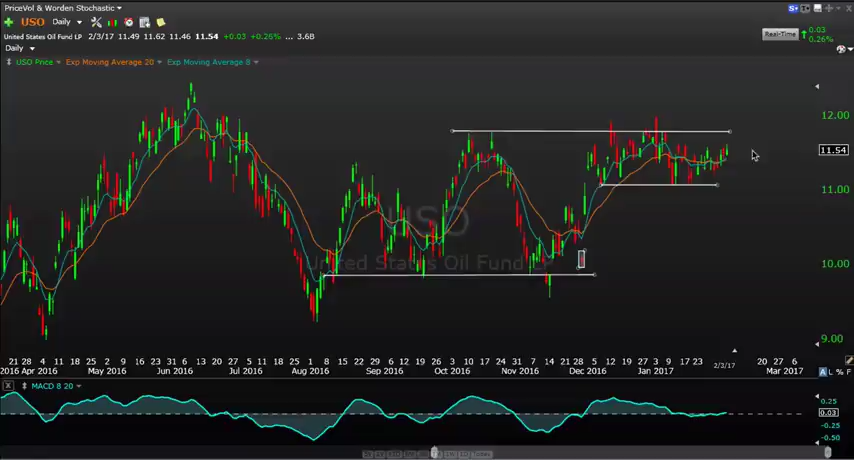 PriceVol & Worden Stochastic
USO Daily
United States Oil Fund LP 2/3/17 11.49 11.62 11.46 11.54 +0.03 +0.26% ... 3.6B
Real-Time 0.03
0.26%
Daily
USO Price Exp Moving Average 20 Exp Moving Average 8
12.00
11.54
11.00
USO
United States Oil Fund LP
10.00
9.00
21 28 4 11 18 25 2 9 16 23 30 6 13 20 27 5 11 18 25 1 8 15 22 29 6 12 19 26 3 10 17 24 31 7 14 21 28 5 12 19 27 3 9 17 23 20 27 6
2016 Apr 2016 May 2016 Jun 2016 Jul 2016 Aug 2016 Sep 2016 Oct 2016 Nov 2016 Dec 2016 Jan 2017 2/3/17 Mar 2017
A L % F
X MACD 8 20
0.25
0.03
-0.25
-0.50